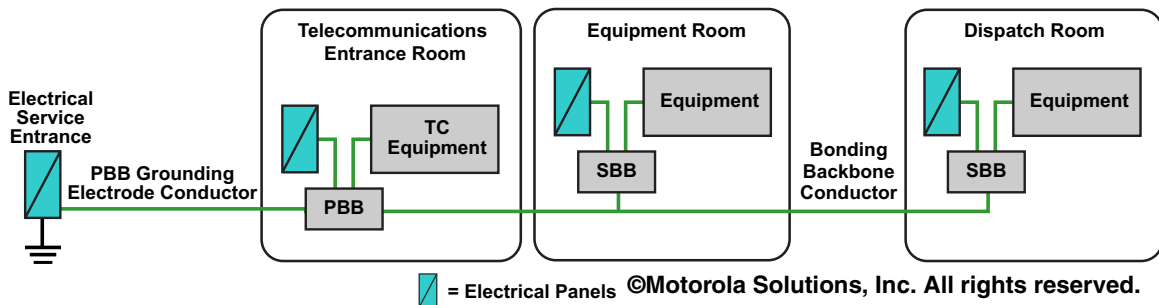 Telecommunications
Entrance Room
Equipment Room
Dispatch Room
Electrical
Service
Entrance
TC
Equipment
Equipment
Equipment
PBB Grounding
Electrode Conductor
PBB
SBB
Bonding
Backbone
Conductor
SBB
= Electrical Panels
©Motorola Solutions, Inc. All rights reserved.